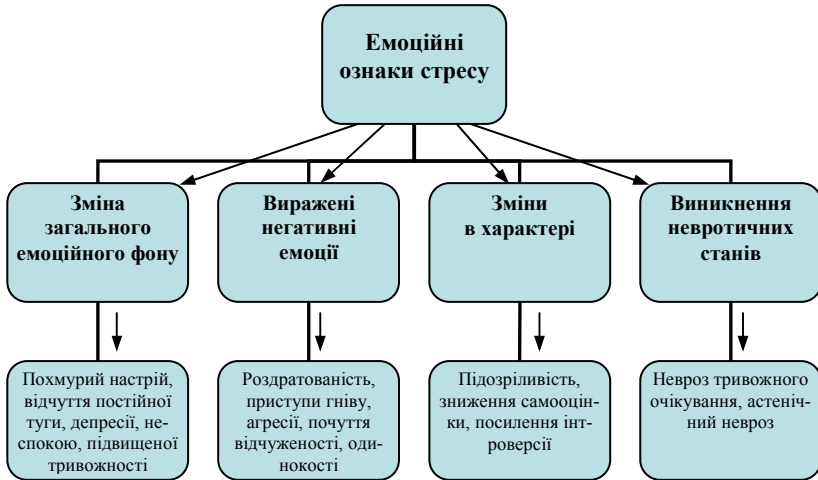 Емоційні
ознаки стресу
Зміна
загального
емоційного фону
Виражені
негативні
емоції
Зміни
в характері
Виникнення
невротичних
станів
Похмурий настрій,
відчуття постійної
туги, депресії, не-
спокою, підвищеної
тривожності
Роздратованість,
приступи гніву,
агресії, почуття
відчуженості, оди-
нокості
Підозріливість,
зниження самооцін-
ки, посилення інт-
роверсії
Невроз тривожного
очікування, астеніч-
ний невроз